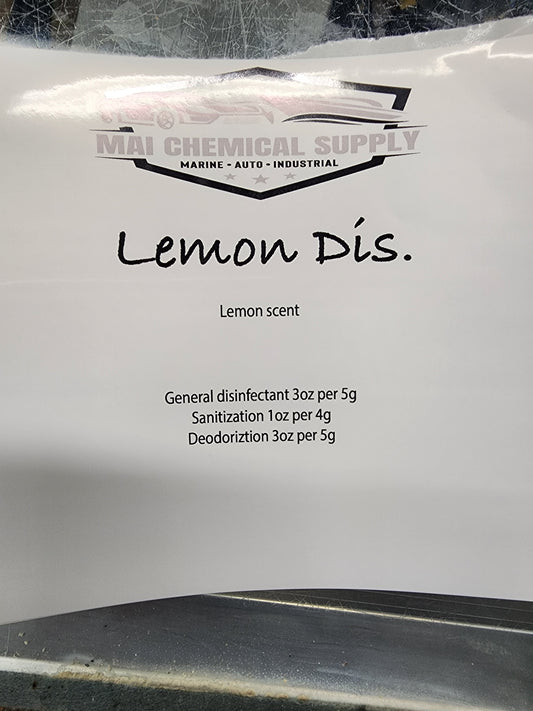 MAI CHEMICAL SUPPLY
MARINE - AUTO - INDUSTRIAL
Lemon Dis.
Lemon scent
General disinfectant 3oz per 5g
Sanitization 1oz per 4g
Deodoriztion 3oz per 5g